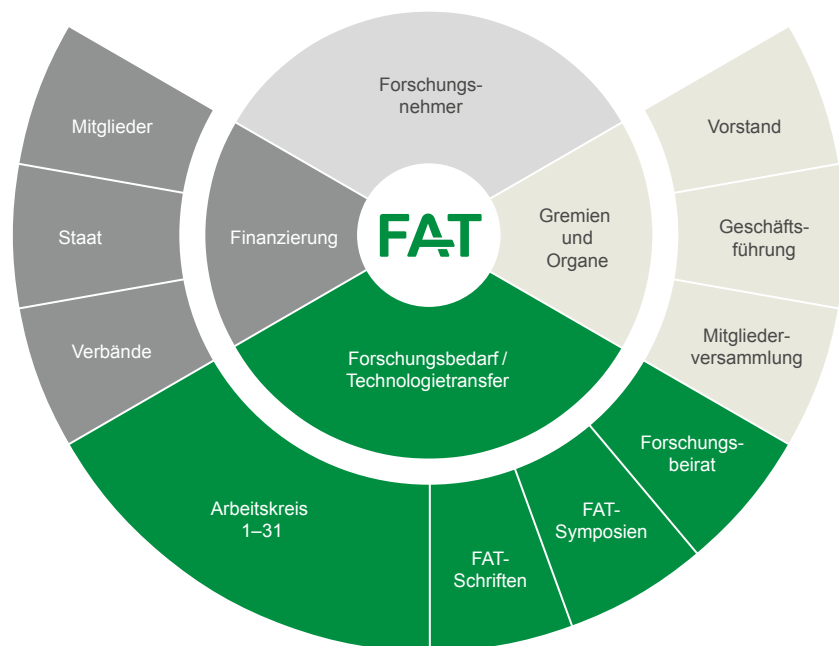 Forschungs-
nehmer
Mitglieder
Vorstand
Staat
Finanzierung
FAT
Gremien
und
Organe
Geschäfts-
führung
Verbände
Forschungsbedarf /
Technologietransfer
Mitglieder-
versammlung
Arbeitskreis
1–31
FAT-
Schriften
FAT-
Symposien
Forschungs-
beirat